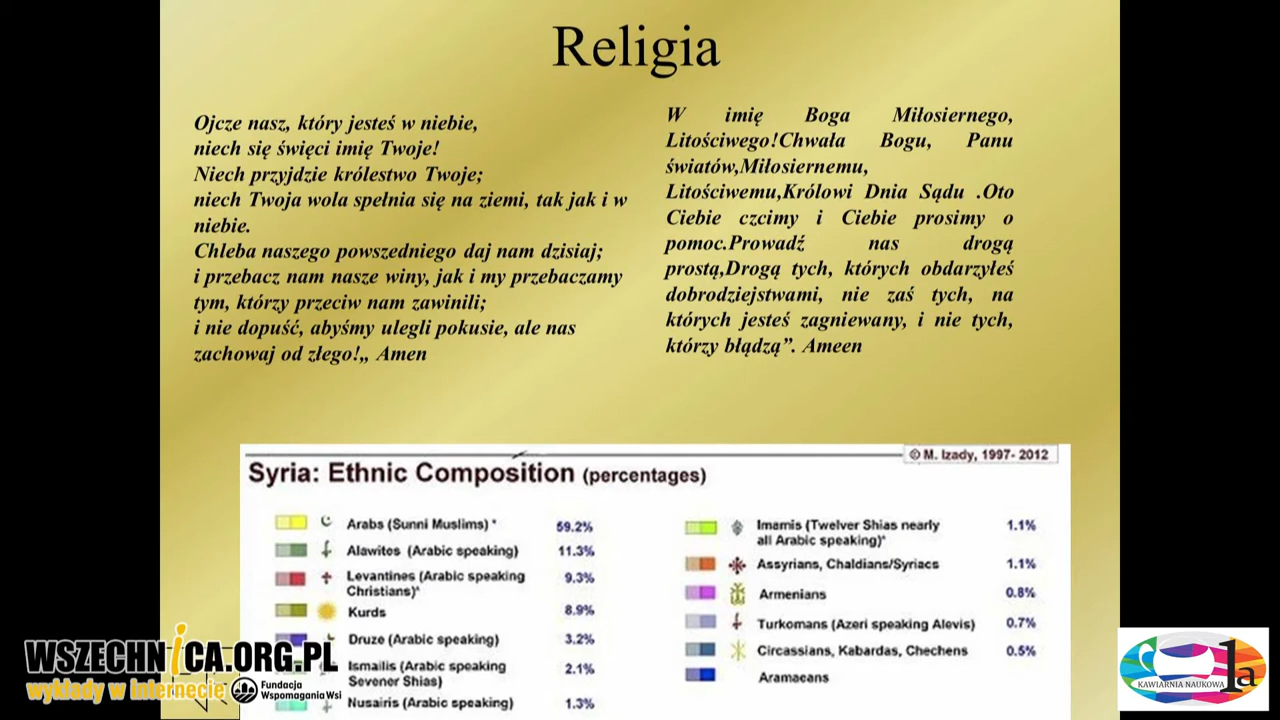 Religia
Ojcze nasz, który jesteś w niebie,
niech się święci imię Twoje!
Niech przyjdzie królestwo Twoje;
niech Twoja wola spełnia się na ziemi, tak jak i w
niebie.
Chleba naszego powszedniego daj nam dzisiaj;
i przebacz nam nasze winy, jak i my przebaczamy
tym, którzy przeciw nam zawinili;
i nie dopuść, abyśmy ulegli pokusie, ale nas
zachowaj od złego!„ Amen
W imię Boga Miłosiernego,
Litościwego!Chwała Bogu, Panu
światów,Miłosiernemu,
Litościwemu,Królowi Dnia Sądu .Oto
Ciebie czcimy i Ciebie prosimy o
pomoc.Prowadź nas drogą
prostą,Drogą tych, których obdarzyłeś
dobrodziejstwami, nie zaś tych, na
których jesteś zagniewany, i nie tych,
którzy błądzą”. Ameen
© M. Izady, 1997- 2012
Syria: Ethnic Composition (percentages)
Arabs (Sunni Muslims) * 59.2%
Alawites (Arabic speaking) 11.3%
Levantines (Arabic speaking
Christians)* 9.3%
Kurds 8.9%
Druze (Arabic speaking) 3.2%
Ismailis (Arabic speaking
Sevener Shias) 2.1%
Nusairis (Arabic speaking) 1.3%
Imamis (Twelver Shias nearly
all Arabic speaking)* 1.1%
Assyrians, Chaldians/Syriacs 1.1%
Armenians 0.8%
Turkomans (Azeri speaking Alevis) 0.7%
Circassians, Kabardas, Chechens 0.5%
Aramaeans
WSZECHNICA.ORG.PL
wykłady w internecie
Fundacja
Wspomagania Wsi
KAWIARNIA NAUKOWA 1a